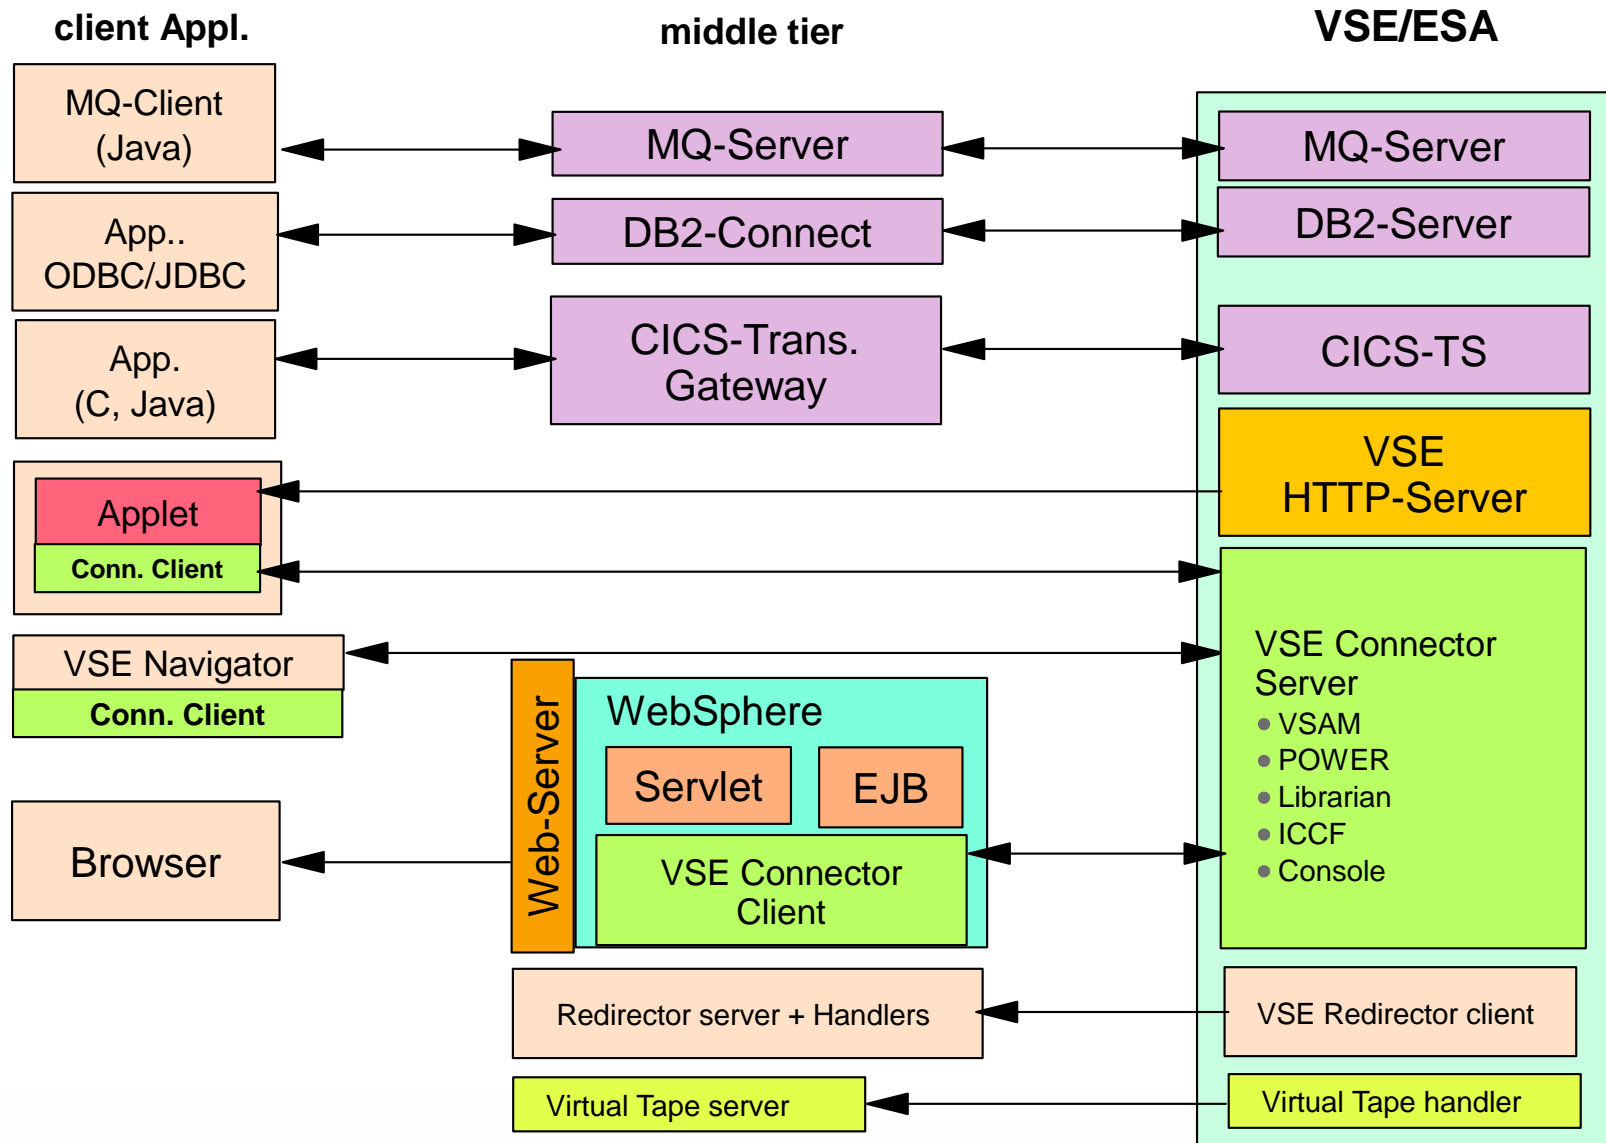 client Appl.
middle tier
VSE/ESA
MQ-Client
(Java)
MQ-Server
MQ-Server
App..
ODBC/JDBC
DB2-Connect
DB2-Server
App.
(C, Java)
CICS-Trans.
Gateway
CICS-TS
Applet
Conn. Client
VSE
HTTP-Server
VSE Navigator
Conn. Client
Browser
Web-Server
WebSphere
Servlet
EJB
VSE Connector
Client
VSE Connector
Server
VSAM
POWER
Librarian
ICCF
Console
Redirector server + Handlers
VSE Redirector client
Virtual Tape server
Virtual Tape handler